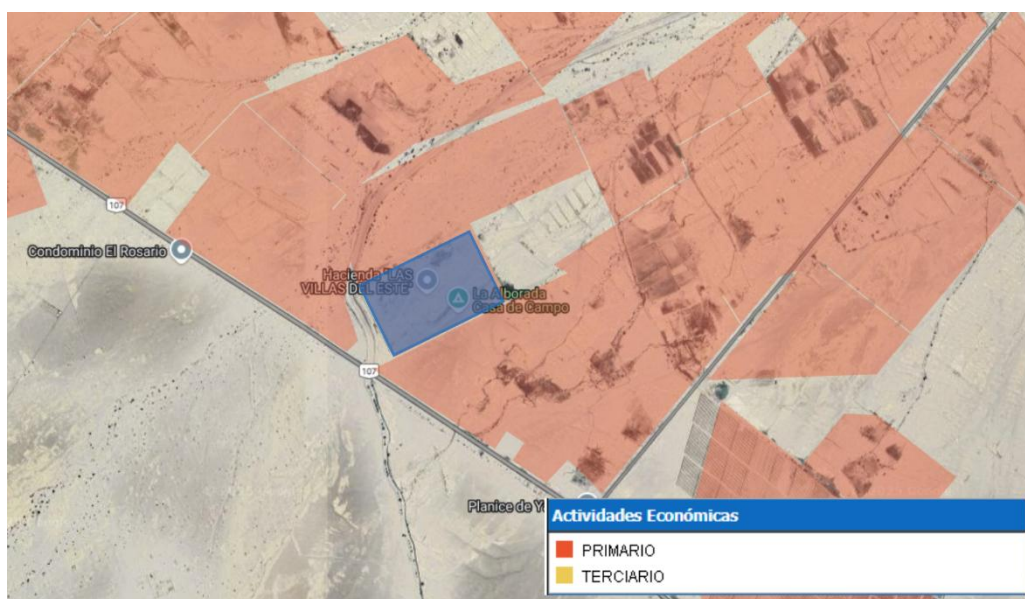 107
Condominio El Rosario
Hacienda "LAS
VILLAS DEL ESTE"
La Alborada
Casa de Campo
107
Planice de
Actividades Económicas
PRIMARIO
TERCIARIO